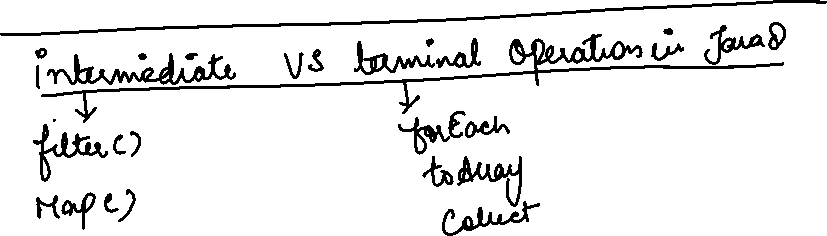 intermediate VS terminal Operations in Java8
filter() forEach
Map() toArray
Collect